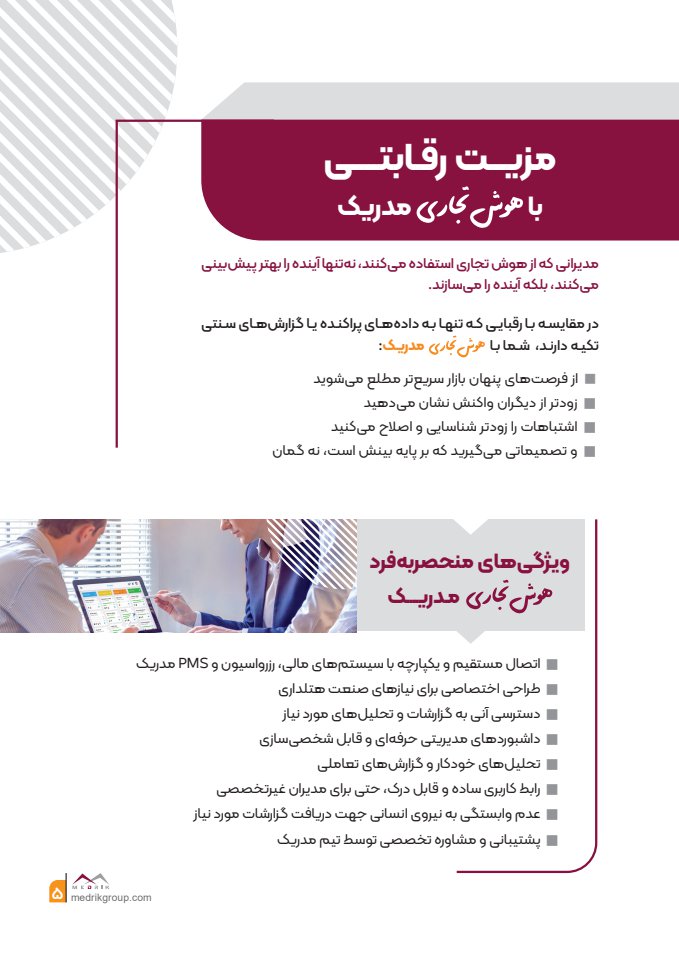 مزیت رقابتی
با هوش تجاری مدریک
مدیرانی که از هوش تجاری استفاده می‌کنند، نه‌تنها آینده را بهتر پیش‌بینی
می‌کنند، بلکه آینده را می‌سازند.
در مقایسه با رقبایی که تنها به داده‌های پراکنده یا گزارش‌های سنتی
تکیه دارند، شما با هوش تجاری مدریک:
از فرصت‌های پنهان بازار سریع‌تر مطلع می‌شوید
زودتر از دیگران واکنش نشان می‌دهید
اشتباهات را زودتر شناسایی و اصلاح می‌کنید
و تصمیماتی می‌گیرید که بر پایه بینش است، نه گمان
ویژگی‌های منحصربه‌فرد
هوش تجاری مدریک
اتصال مستقیم و یکپارچه با سیستم‌های مالی، رزرواسیون و PMS مدریک
طراحی اختصاصی برای نیازهای صنعت هتلداری
دسترسی آنی به گزارشات و تحلیل‌های مورد نیاز
داشبوردهای مدیریتی حرفه‌ای و قابل شخصی‌سازی
تحلیل‌های خودکار و گزارش‌های تعاملی
رابط کاربری ساده و قابل درک، حتی برای مدیران غیرتخصصی
عدم وابستگی به نیروی انسانی جهت دریافت گزارشات مورد نیاز
پشتیبانی و مشاوره تخصصی توسط تیم مدریک
۵
MEDRIK
medrikgroup.com